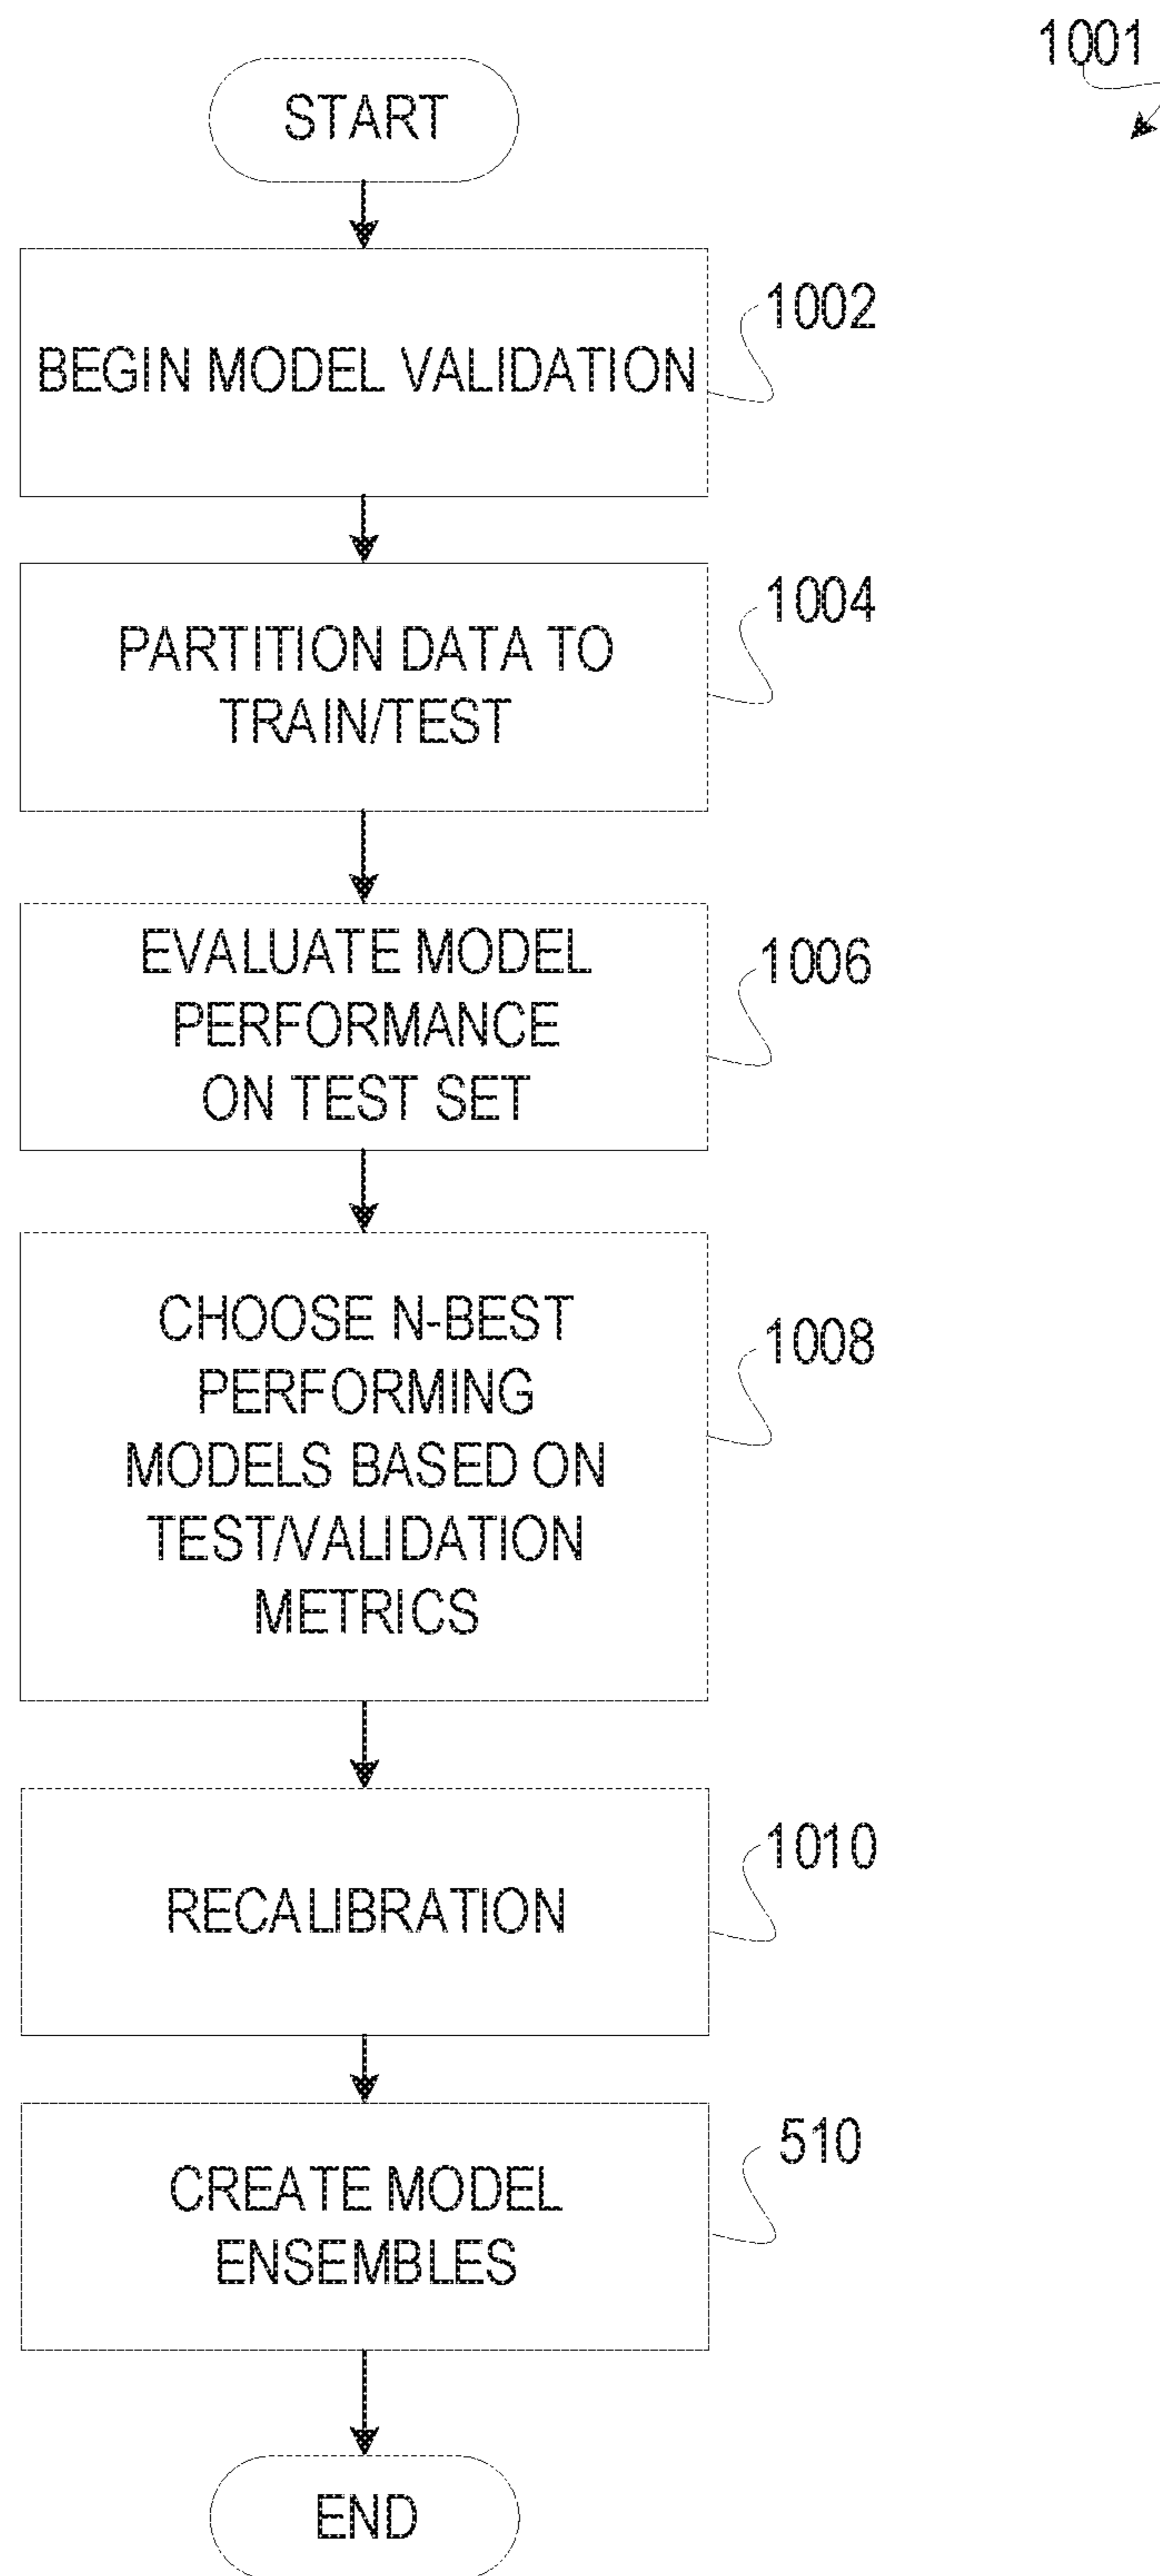 1001
START
1002
BEGIN MODEL VALIDATION
1004
PARTITION DATA TO
TRAIN/TEST
EVALUATE MODEL
1006
PERFORMANCE
ON TEST SET
CHOOSE N-BEST
1008
PERFORMING
MODELS BASED ON
TEST/VALIDATION
METRICS
1010
RECALIBRATION
510
CREATE MODEL
ENSEMBLES
END